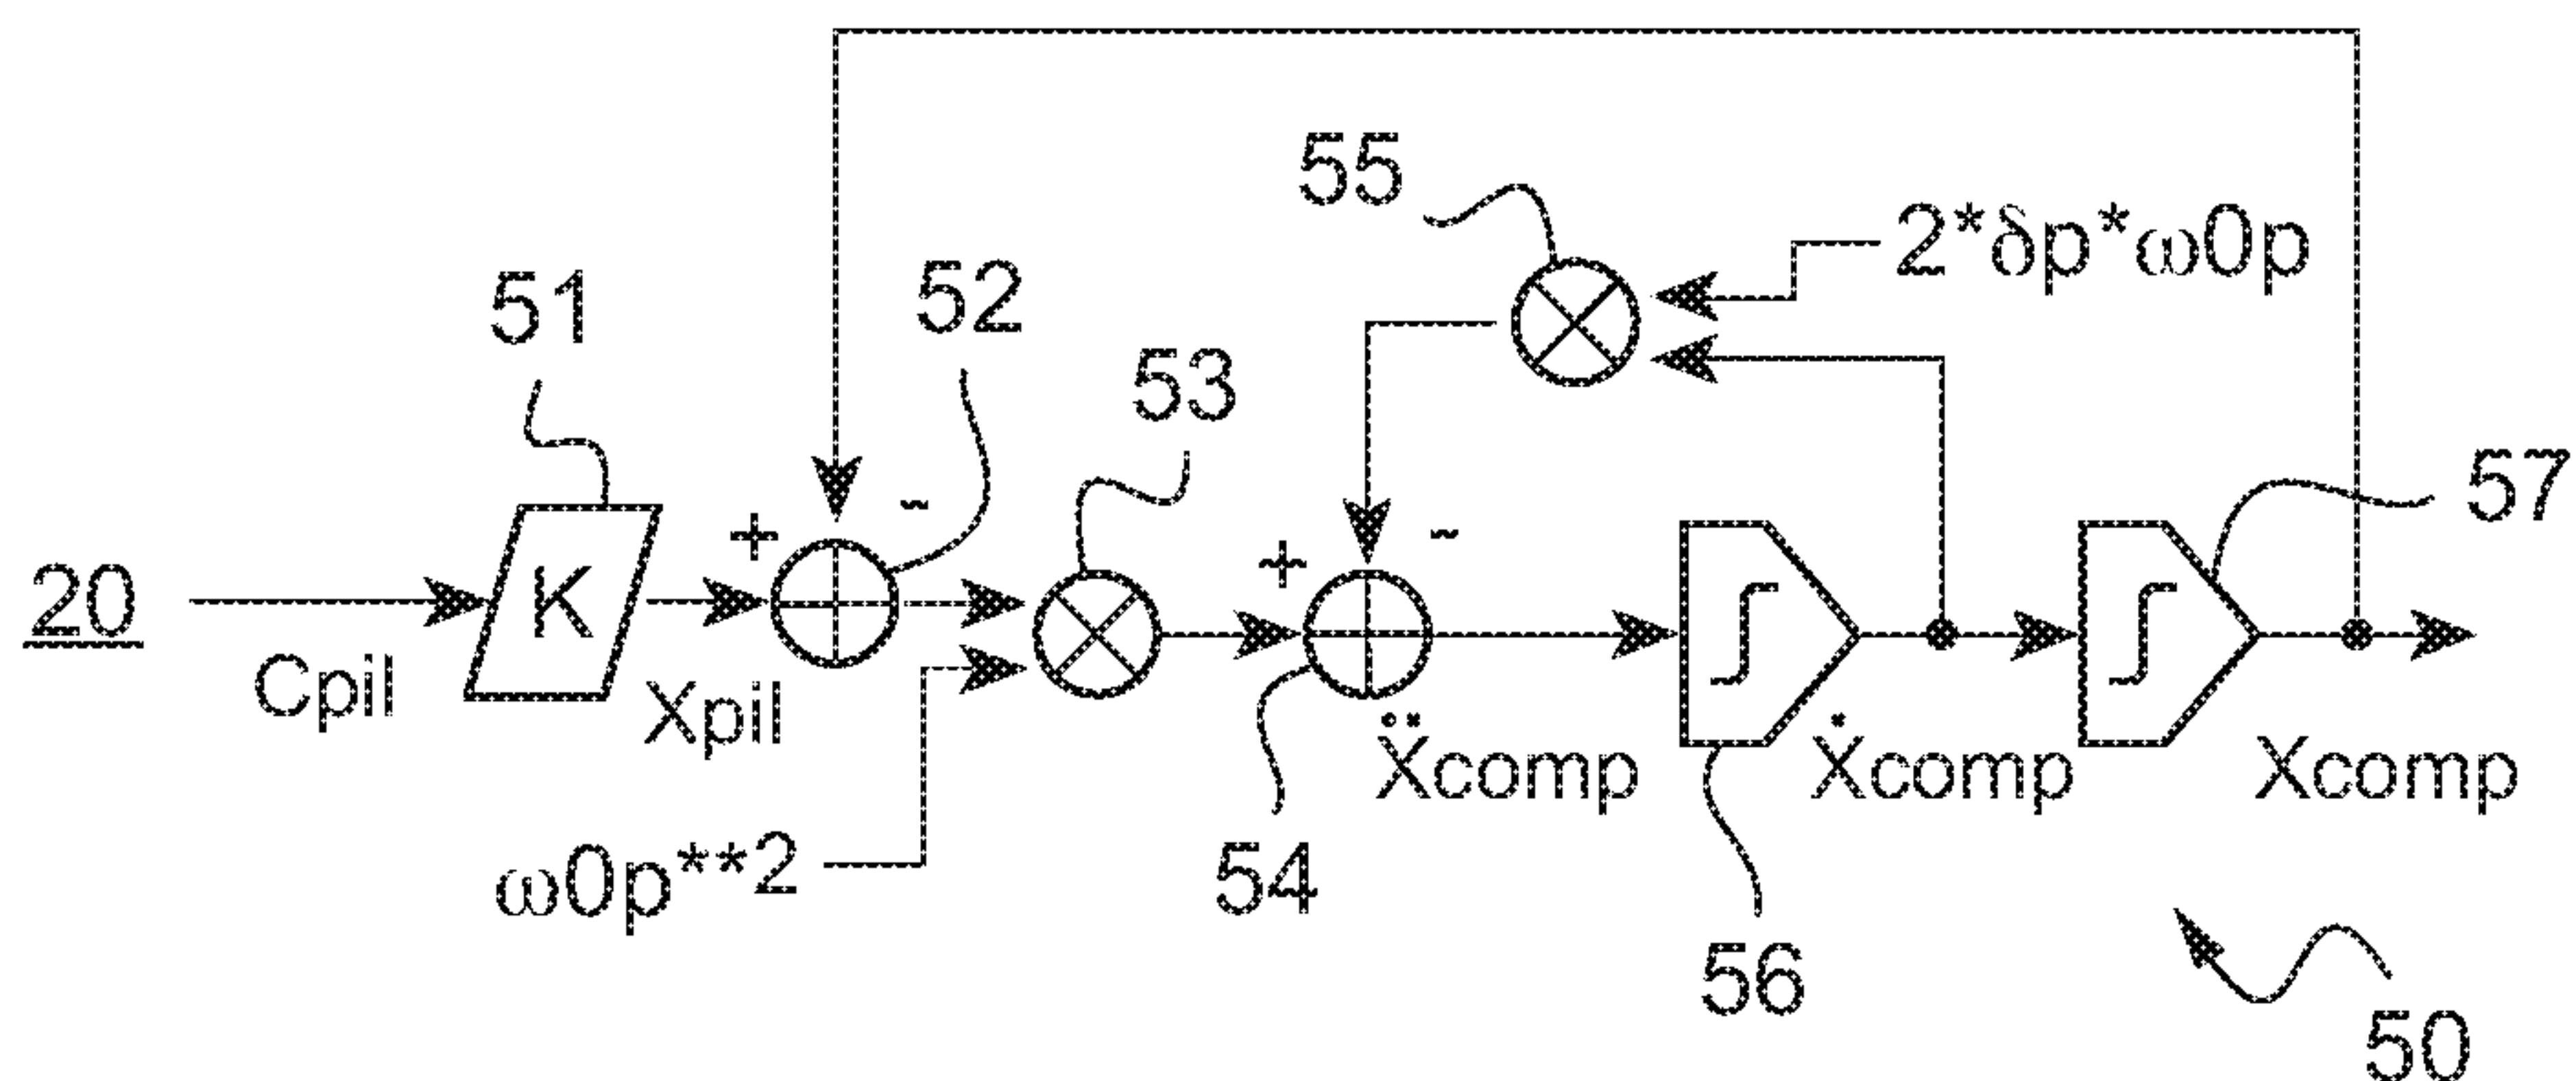 55
2*δp*ω0p
52
51
53
57
+
-
-
+
20
K
Cpil
Xpil
Ẍcomp
Ẋcomp
Xcomp
ω0p**2
54
56
50